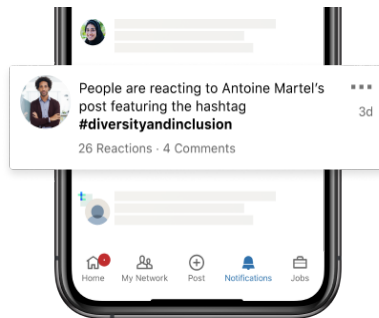 People are reacting to Antoine Martel's
post featuring the hashtag
#diversityandinclusion
3d
26 Reactions · 4 Comments
Home
My Network
Post
Notifications
Jobs